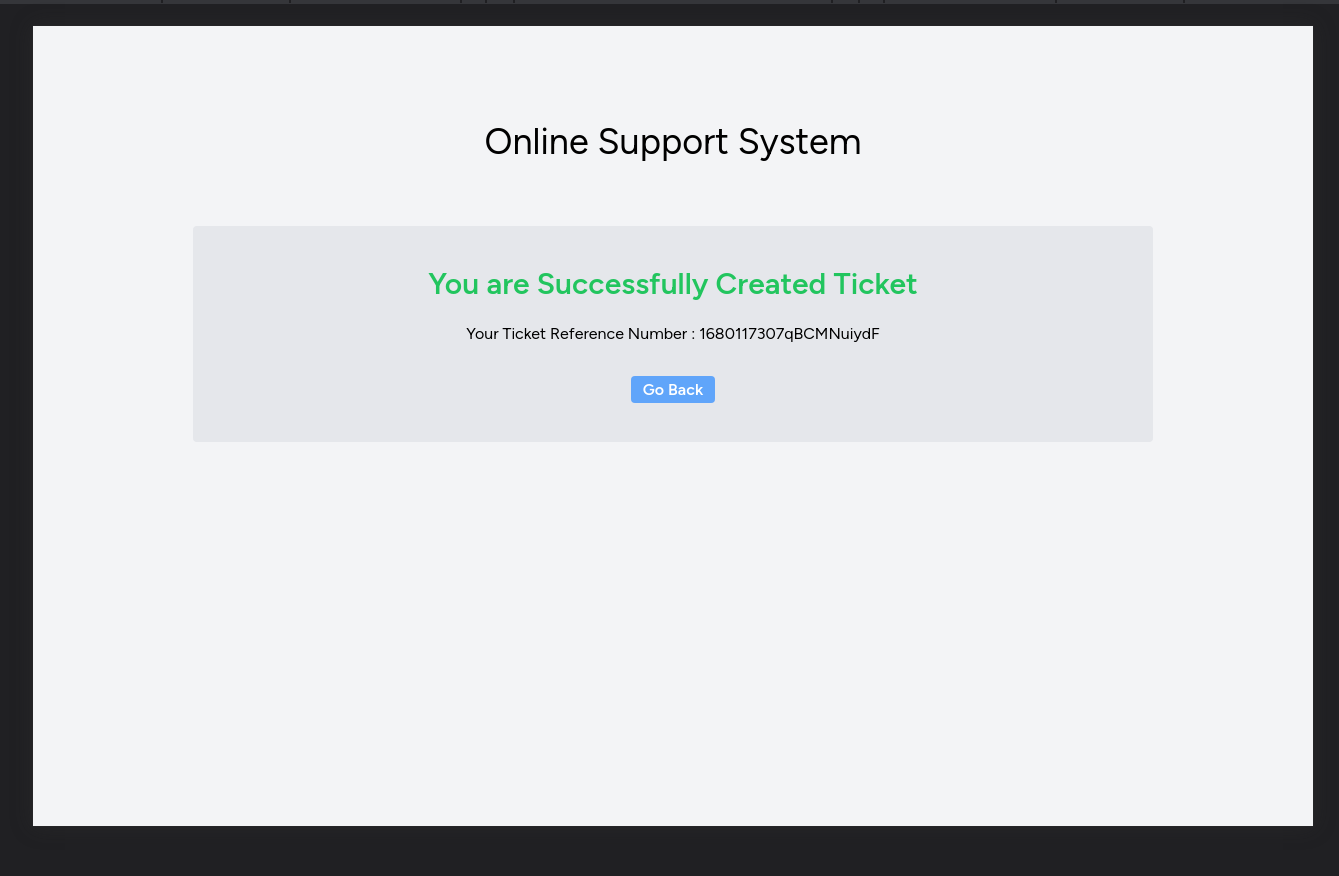 Online Support System
You are Successfully Created Ticket
Your Ticket Reference Number : 1680117307qBCMNuiydF
Go Back